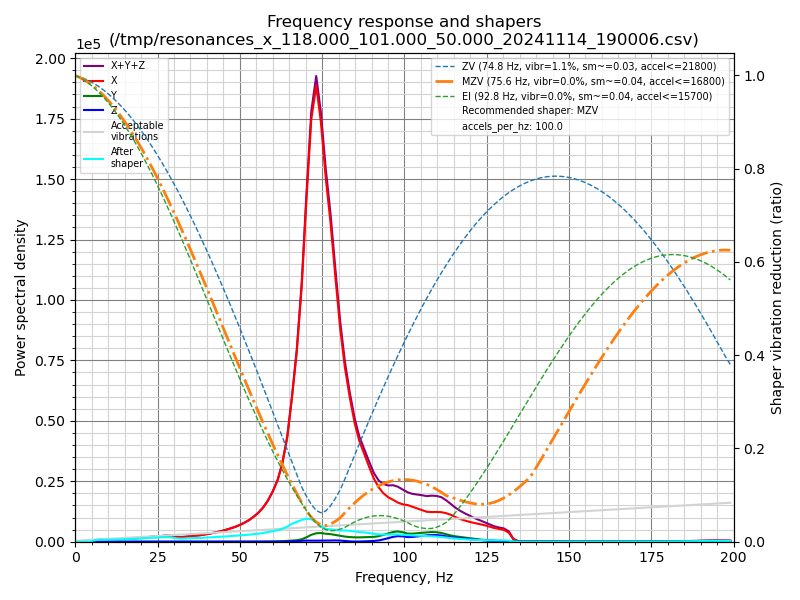 Frequency response and shapers
(/tmp/resonances_x_118.000_101.000_50.000_20241114_190006.csv)
1e5
2.00
1.75
1.50
1.25
1.00
0.75
0.50
0.25
0.00
Power spectral density
X+Y+Z
X
Y
Z
Acceptable
vibrations
After
shaper
ZV (74.8 Hz, vibr=1.1%, sm~=0.03, accel<=21800)
MZV (75.6 Hz, vibr=0.0%, sm~=0.04, accel<=16800)
EI (92.8 Hz, vibr=0.0%, sm~=0.04, accel<=15700)
Recommended shaper: MZV
accels_per_hz: 100.0
1.0
0.8
0.6
0.4
0.2
0.0
Shaper vibration reduction (ratio)
0 25 50 75 100 125 150 175 200
Frequency, Hz